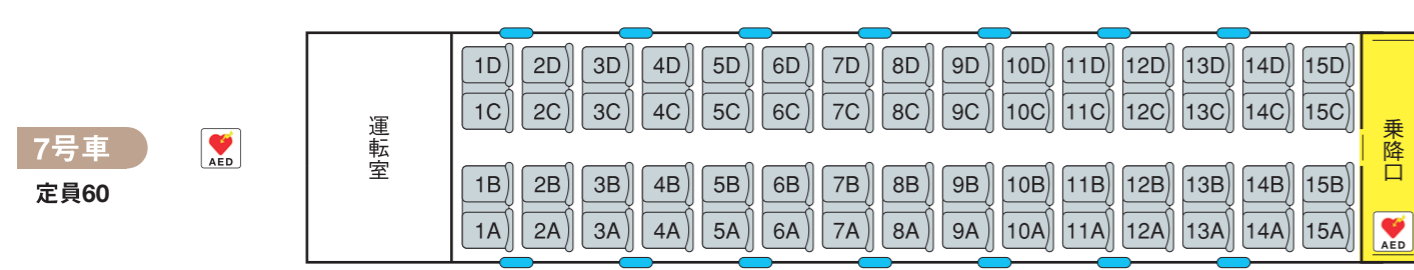 7号車
定員60
AED
運転室
1D 2D 3D 4D 5D 6D 7D 8D 9D 10D 11D 12D 13D 14D 15D
1C 2C 3C 4C 5C 6C 7C 8C 9C 10C 11C 12C 13C 14C 15C
1B 2B 3B 4B 5B 6B 7B 8B 9B 10B 11B 12B 13B 14B 15B
1A 2A 3A 4A 5A 6A 7A 8A 9A 10A 11A 12A 13A 14A 15A
乗降口
AED